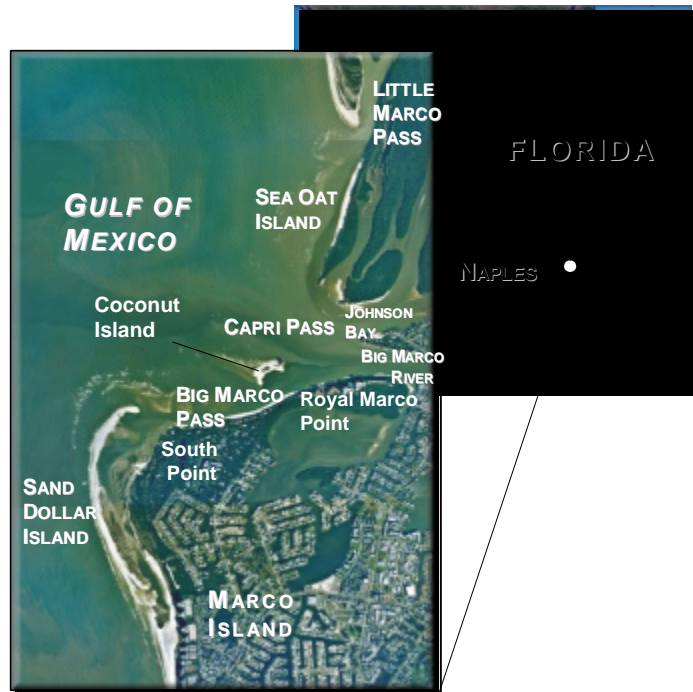 LITTLE
MARCO
PASS
FLORIDA
SEA OAT
ISLAND
GULF OF
MEXICO
NAPLES
Coconut
Island
CAPRI PASS
JOHNSON
BAY
BIG MARCO
RIVER
BIG MARCO
PASS
Royal Marco
Point
South
Point
SAND
DOLLAR
ISLAND
MARCO
ISLAND